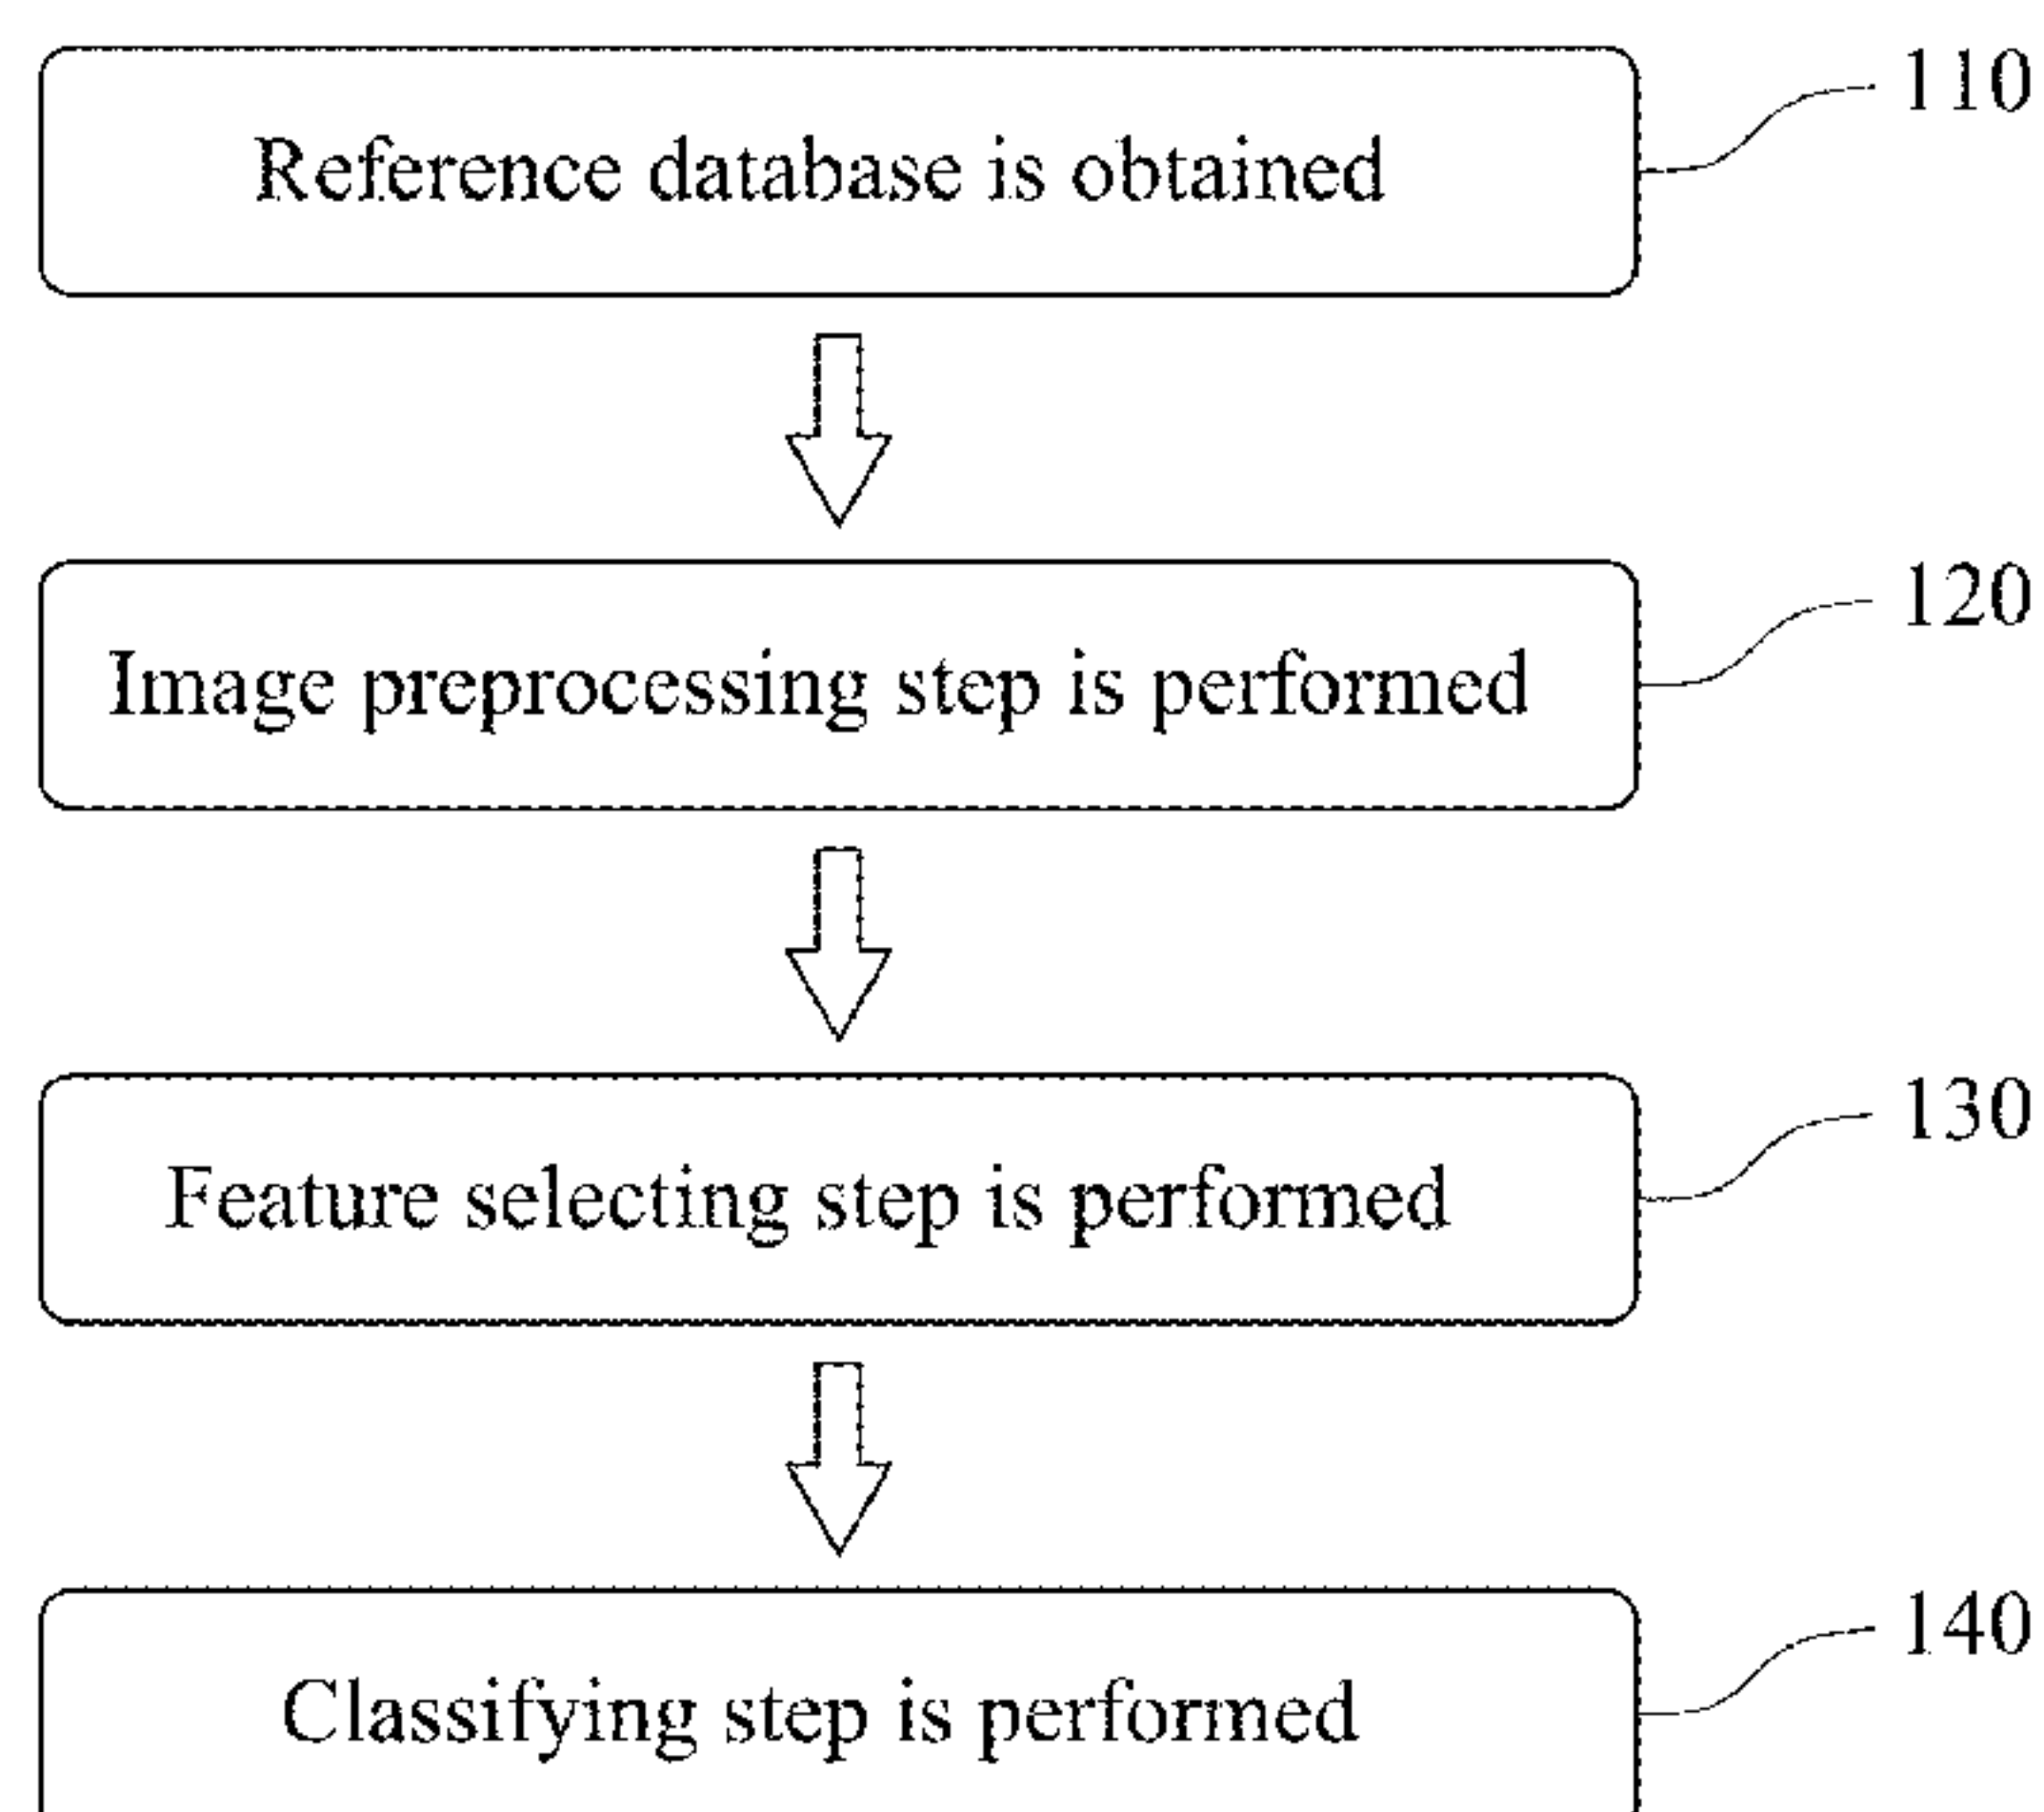 110
Reference database is obtained
120
Image preprocessing step is performed
130
Feature selecting step is performed
140
Classifying step is performed